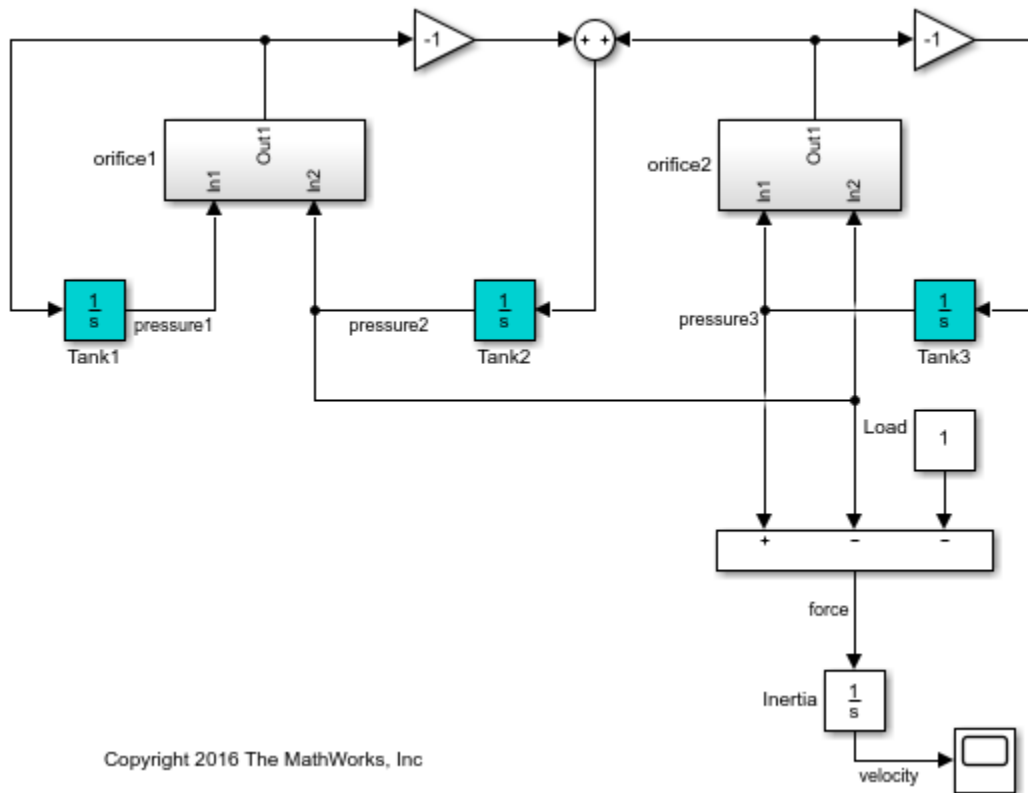 -1
+ +
-1
orifice1
Out1
In1
In2
orifice2
Out1
In1
In2
1
s
pressure1
Tank1
pressure2
1
s
Tank2
pressure3
1
s
Tank3
Load
1
+ − −
force
Inertia
1
s
velocity
Copyright 2016 The MathWorks, Inc